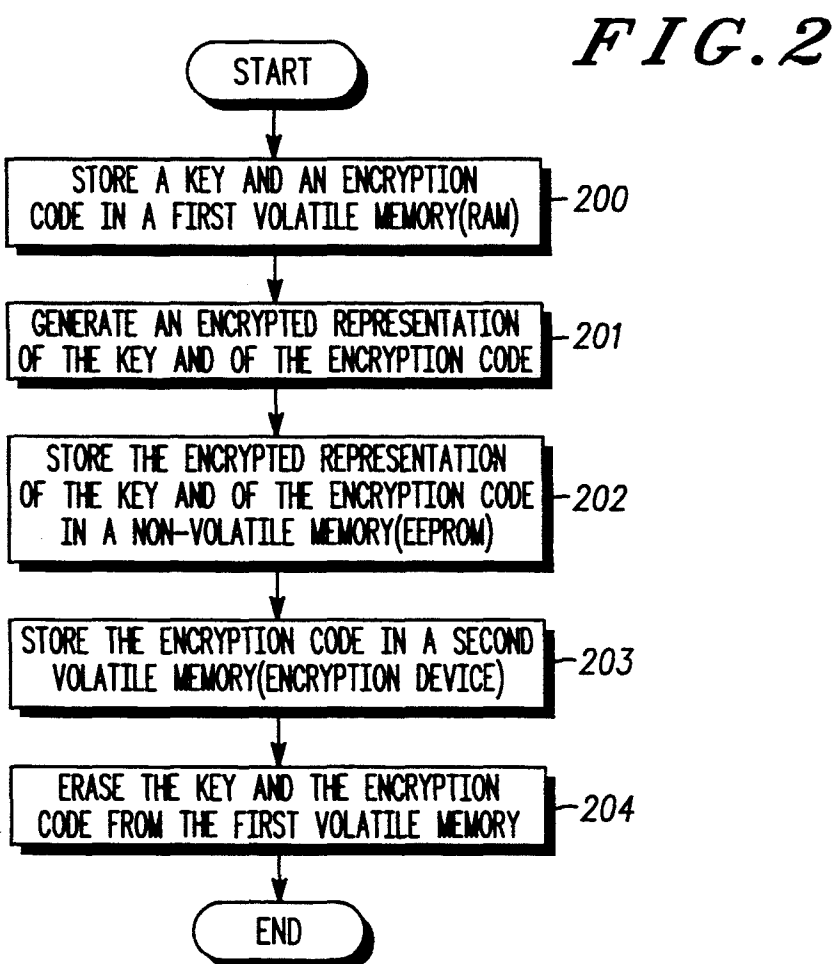 FIG.2
START
STORE A KEY AND AN ENCRYPTION
CODE IN A FIRST VOLATILE MEMORY(RAM)
200
GENERATE AN ENCRYPTED REPRESENTATION
OF THE KEY AND OF THE ENCRYPTION CODE
201
STORE THE ENCRYPTED REPRESENTATION
OF THE KEY AND OF THE ENCRYPTION CODE
IN A NON-VOLATILE MEMORY(EEPROM)
202
STORE THE ENCRYPTION CODE IN A SECOND
VOLATILE MEMORY(ENCRYPTION DEVICE)
203
ERASE THE KEY AND THE ENCRYPTION
CODE FROM THE FIRST VOLATILE MEMORY
204
END